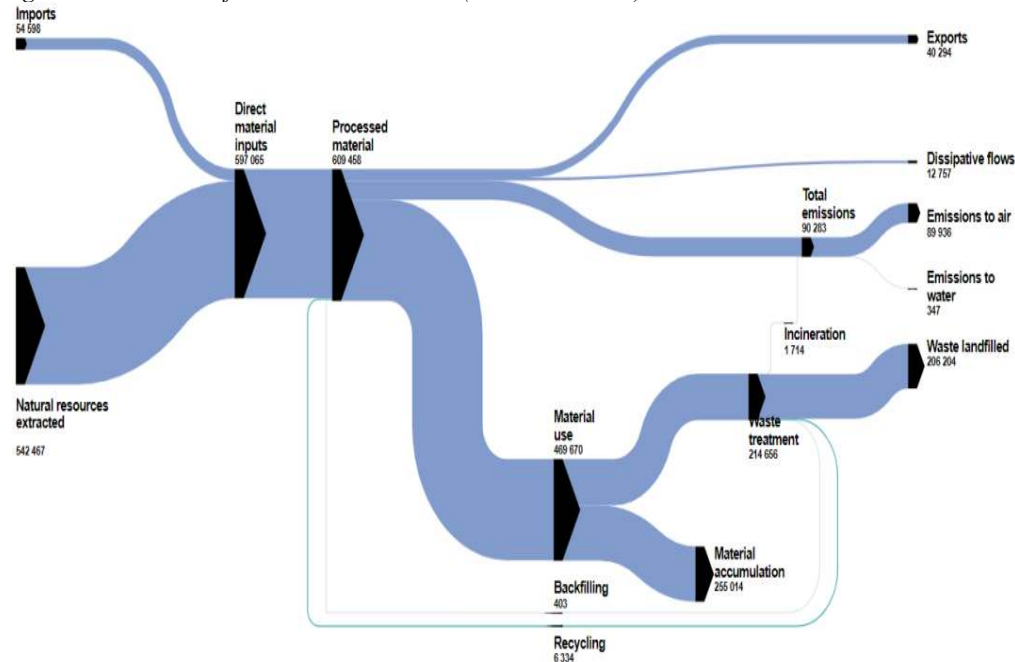 Imports
54 598
Exports
40 294
Direct
material
inputs
597 065
Processed
material
609 458
Dissipative flows
12 757
Total
emissions
90 283
Emissions to air
89 936
Emissions to
water
347
Incineration
1 714
Waste landfilled
206 204
Natural resources
extracted
542 467
Material
use
469 670
Waste
treatment
214 656
Material
accumulation
255 014
Backfilling
403
Recycling
6 334